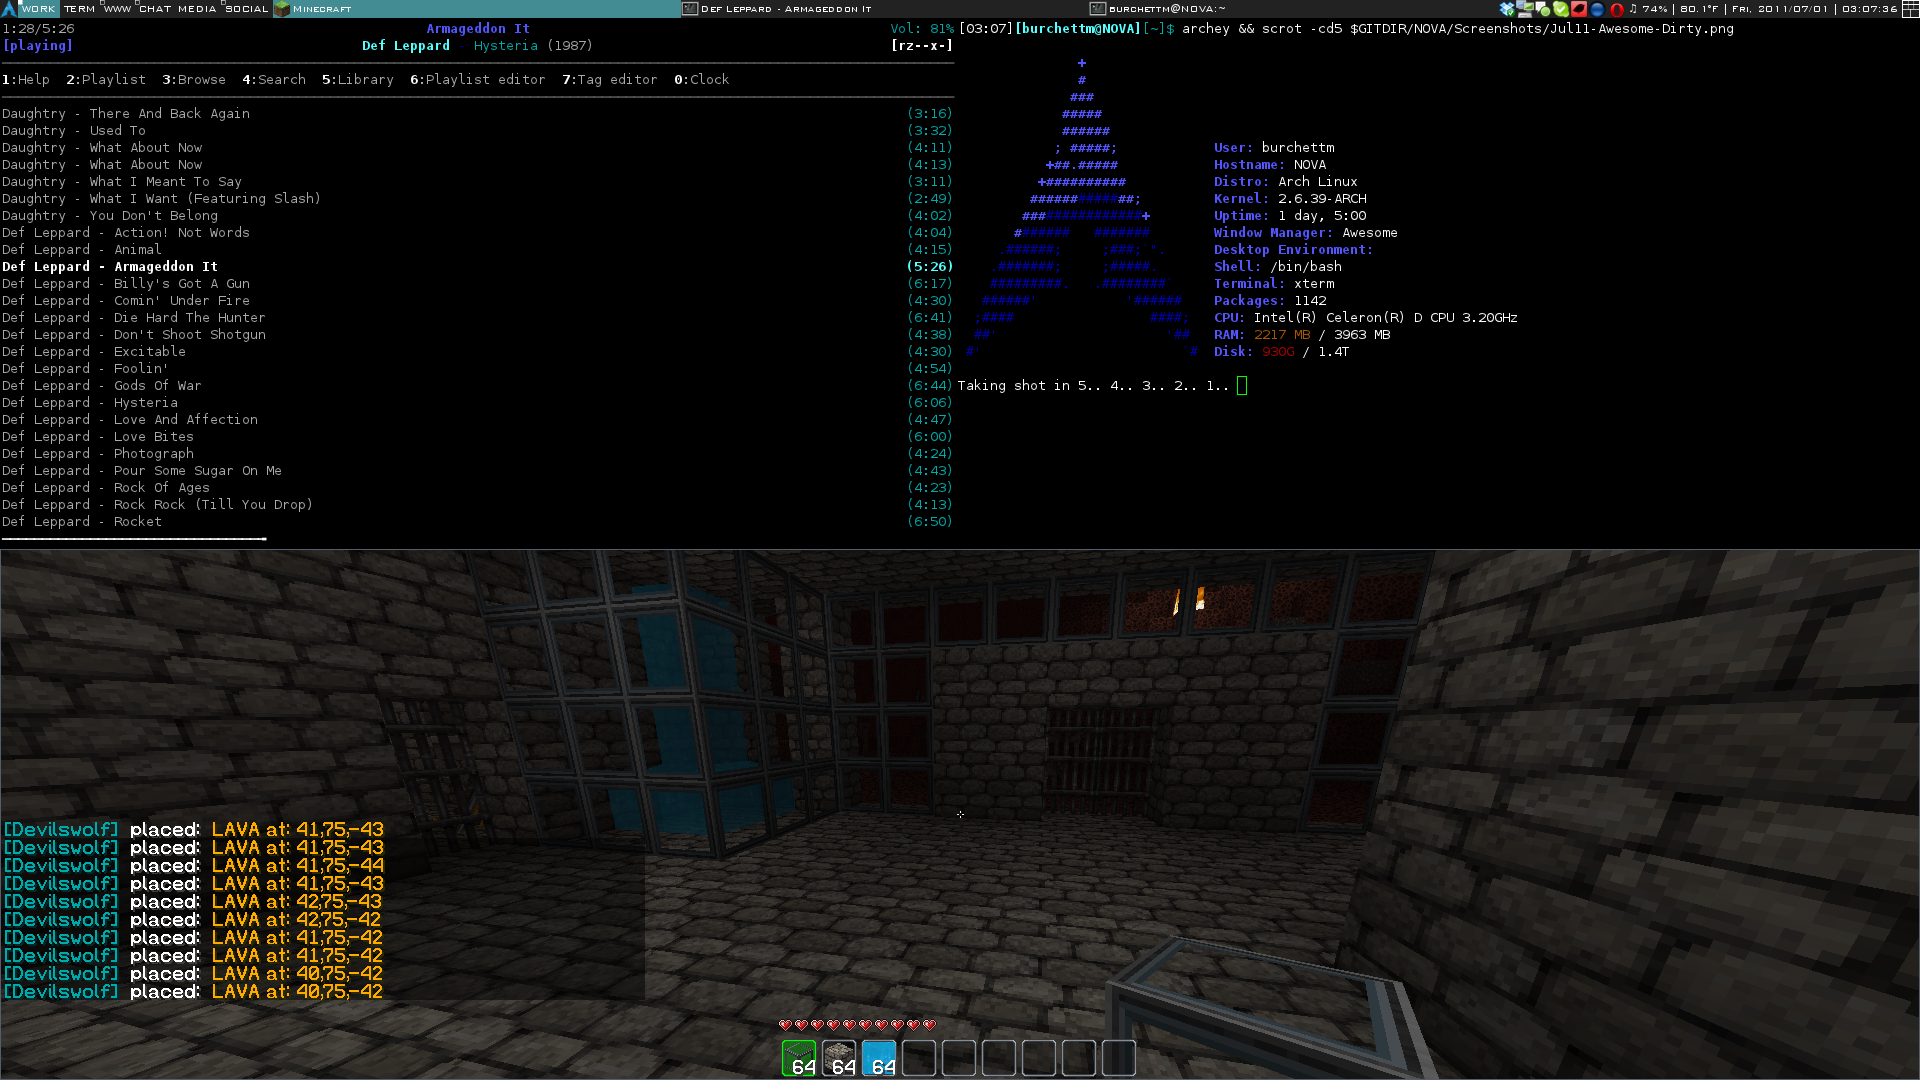 WORK TERM WWW CHAT MEDIA SOCIAL MINECRAFT DEF LEPPARD - ARMAGEDDON IT BURCHETTM@NOVA:~ 74% | 80.1°F | FRI, 2011/07/01 | 03:07:36
1:28/5:26 Armageddon It Vol: 81%
[playing] Def Leppard - Hysteria (1987) [rz--x-]
1:Help 2:Playlist 3:Browse 4:Search 5:Library 6:Playlist editor 7:Tag editor 0:Clock
Daughtry - There And Back Again (3:16)
Daughtry - Used To (3:32)
Daughtry - What About Now (4:11)
Daughtry - What About Now (4:13)
Daughtry - What I Meant To Say (3:11)
Daughtry - What I Want (Featuring Slash) (2:49)
Daughtry - You Don't Belong (4:02)
Def Leppard - Action! Not Words (4:04)
Def Leppard - Animal (4:15)
Def Leppard - Armageddon It (5:26)
Def Leppard - Billy's Got A Gun (6:17)
Def Leppard - Comin' Under Fire (4:30)
Def Leppard - Die Hard The Hunter (6:41)
Def Leppard - Don't Shoot Shotgun (4:38)
Def Leppard - Excitable (4:30)
Def Leppard - Foolin' (4:54)
Def Leppard - Gods Of War (6:44)
Def Leppard - Hysteria (6:06)
Def Leppard - Love And Affection (4:47)
Def Leppard - Love Bites (6:00)
Def Leppard - Photograph (4:24)
Def Leppard - Pour Some Sugar On Me (4:43)
Def Leppard - Rock Of Ages (4:23)
Def Leppard - Rock Rock (Till You Drop) (4:13)
Def Leppard - Rocket (6:50)
[03:07][burchettm@NOVA][~]$ archey && scrot -cd5 $GITDIR/NOVA/Screenshots/Jul11-Awesome-Dirty.png
User: burchettm
Hostname: NOVA
Distro: Arch Linux
Kernel: 2.6.39-ARCH
Uptime: 1 day, 5:00
Window Manager: Awesome
Desktop Environment:
Shell: /bin/bash
Terminal: xterm
Packages: 1142
CPU: Intel(R) Celeron(R) D CPU 3.20GHz
RAM: 2217 MB / 3963 MB
Disk: 930G / 1.4T
Taking shot in 5.. 4.. 3.. 2.. 1..
[Devilswolf] placed: LAVA at: 41,75,-43
[Devilswolf] placed: LAVA at: 41,75,-43
[Devilswolf] placed: LAVA at: 41,75,-44
[Devilswolf] placed: LAVA at: 41,75,-43
[Devilswolf] placed: LAVA at: 42,75,-43
[Devilswolf] placed: LAVA at: 42,75,-42
[Devilswolf] placed: LAVA at: 41,75,-42
[Devilswolf] placed: LAVA at: 41,75,-42
[Devilswolf] placed: LAVA at: 40,75,-42
[Devilswolf] placed: LAVA at: 40,75,-42
64 64 64